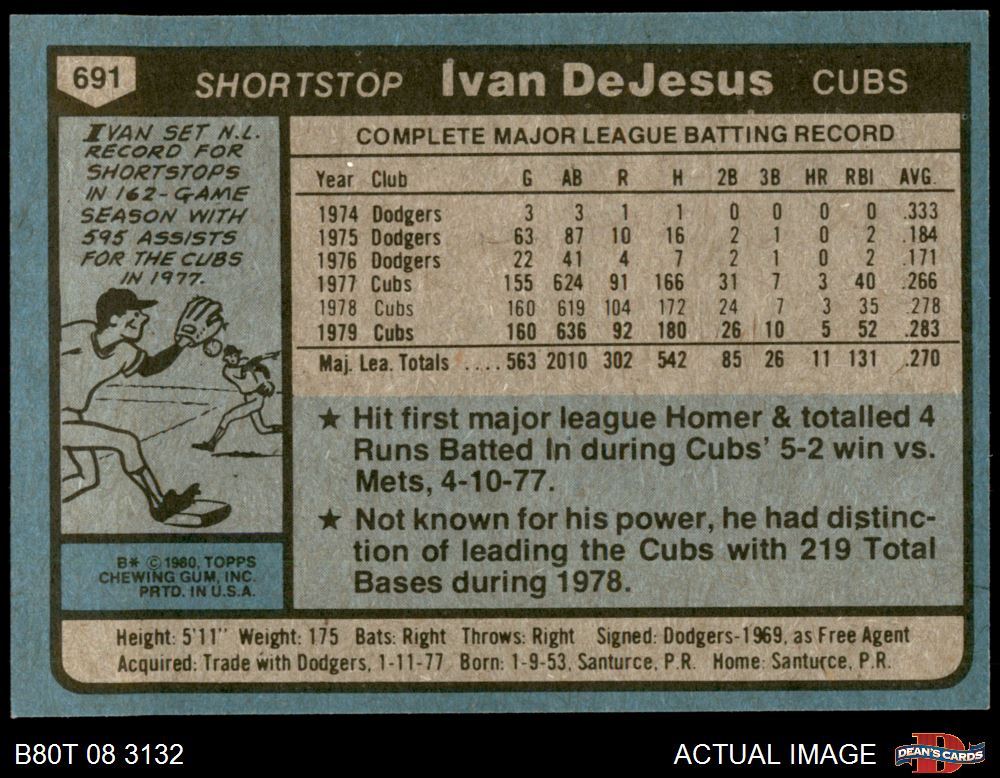 691
SHORTSTOP Ivan DeJesus CUBS
IVAN SET N.L.
RECORD FOR
SHORTSTOPS
IN 162-GAME
SEASON WITH
595 ASSISTS
FOR THE CUBS
IN 1977.
COMPLETE MAJOR LEAGUE BATTING RECORD
Year Club G AB R H 2B 3B HR RBI AVG.
1974 Dodgers 3 3 1 1 0 0 0 0 .333
1975 Dodgers 63 87 10 16 2 1 0 2 .184
1976 Dodgers 22 41 4 7 2 1 0 2 .171
1977 Cubs 155 624 91 166 31 7 3 40 .266
1978 Cubs 160 619 104 172 24 7 3 35 .278
1979 Cubs 160 636 92 180 26 10 5 52 .283
Maj. Lea. Totals .... 563 2010 302 542 85 26 11 131 .270
★ Hit first major league Homer & totalled 4
Runs Batted In during Cubs' 5-2 win vs.
Mets, 4-10-77.
★ Not known for his power, he had distinc-
tion of leading the Cubs with 219 Total
Bases during 1978.
B* © 1980, TOPPS
CHEWING GUM, INC.
PRTD. IN U.S.A.
Height: 5'11" Weight: 175 Bats: Right Throws: Right Signed: Dodgers-1969, as Free Agent
Acquired: Trade with Dodgers, 1-11-77 Born: 1-9-53, Santurce, P.R. Home: Santurce, P.R.
B80T 08 3132
ACTUAL IMAGE
DEAN'S CARDS